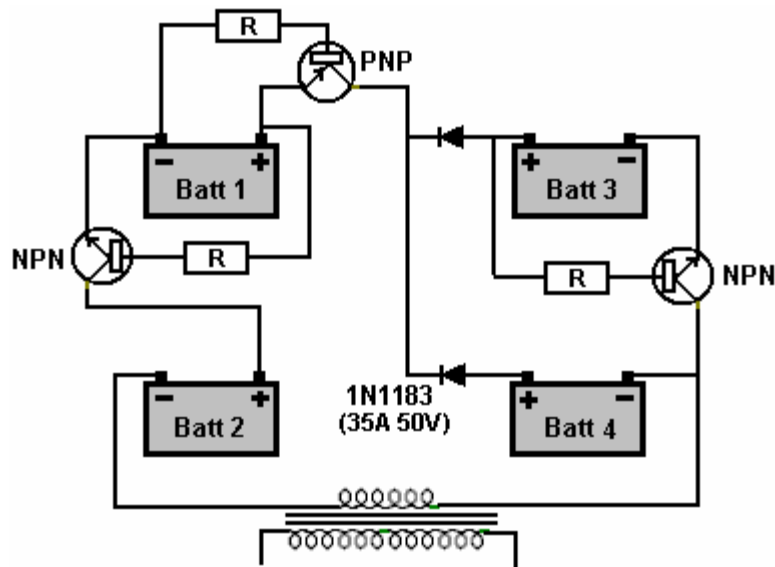 R
PNP
- +
Batt 1
+ -
Batt 3
NPN
R
R
NPN
- +
Batt 2
1N1183
(35A 50V)
+ -
Batt 4